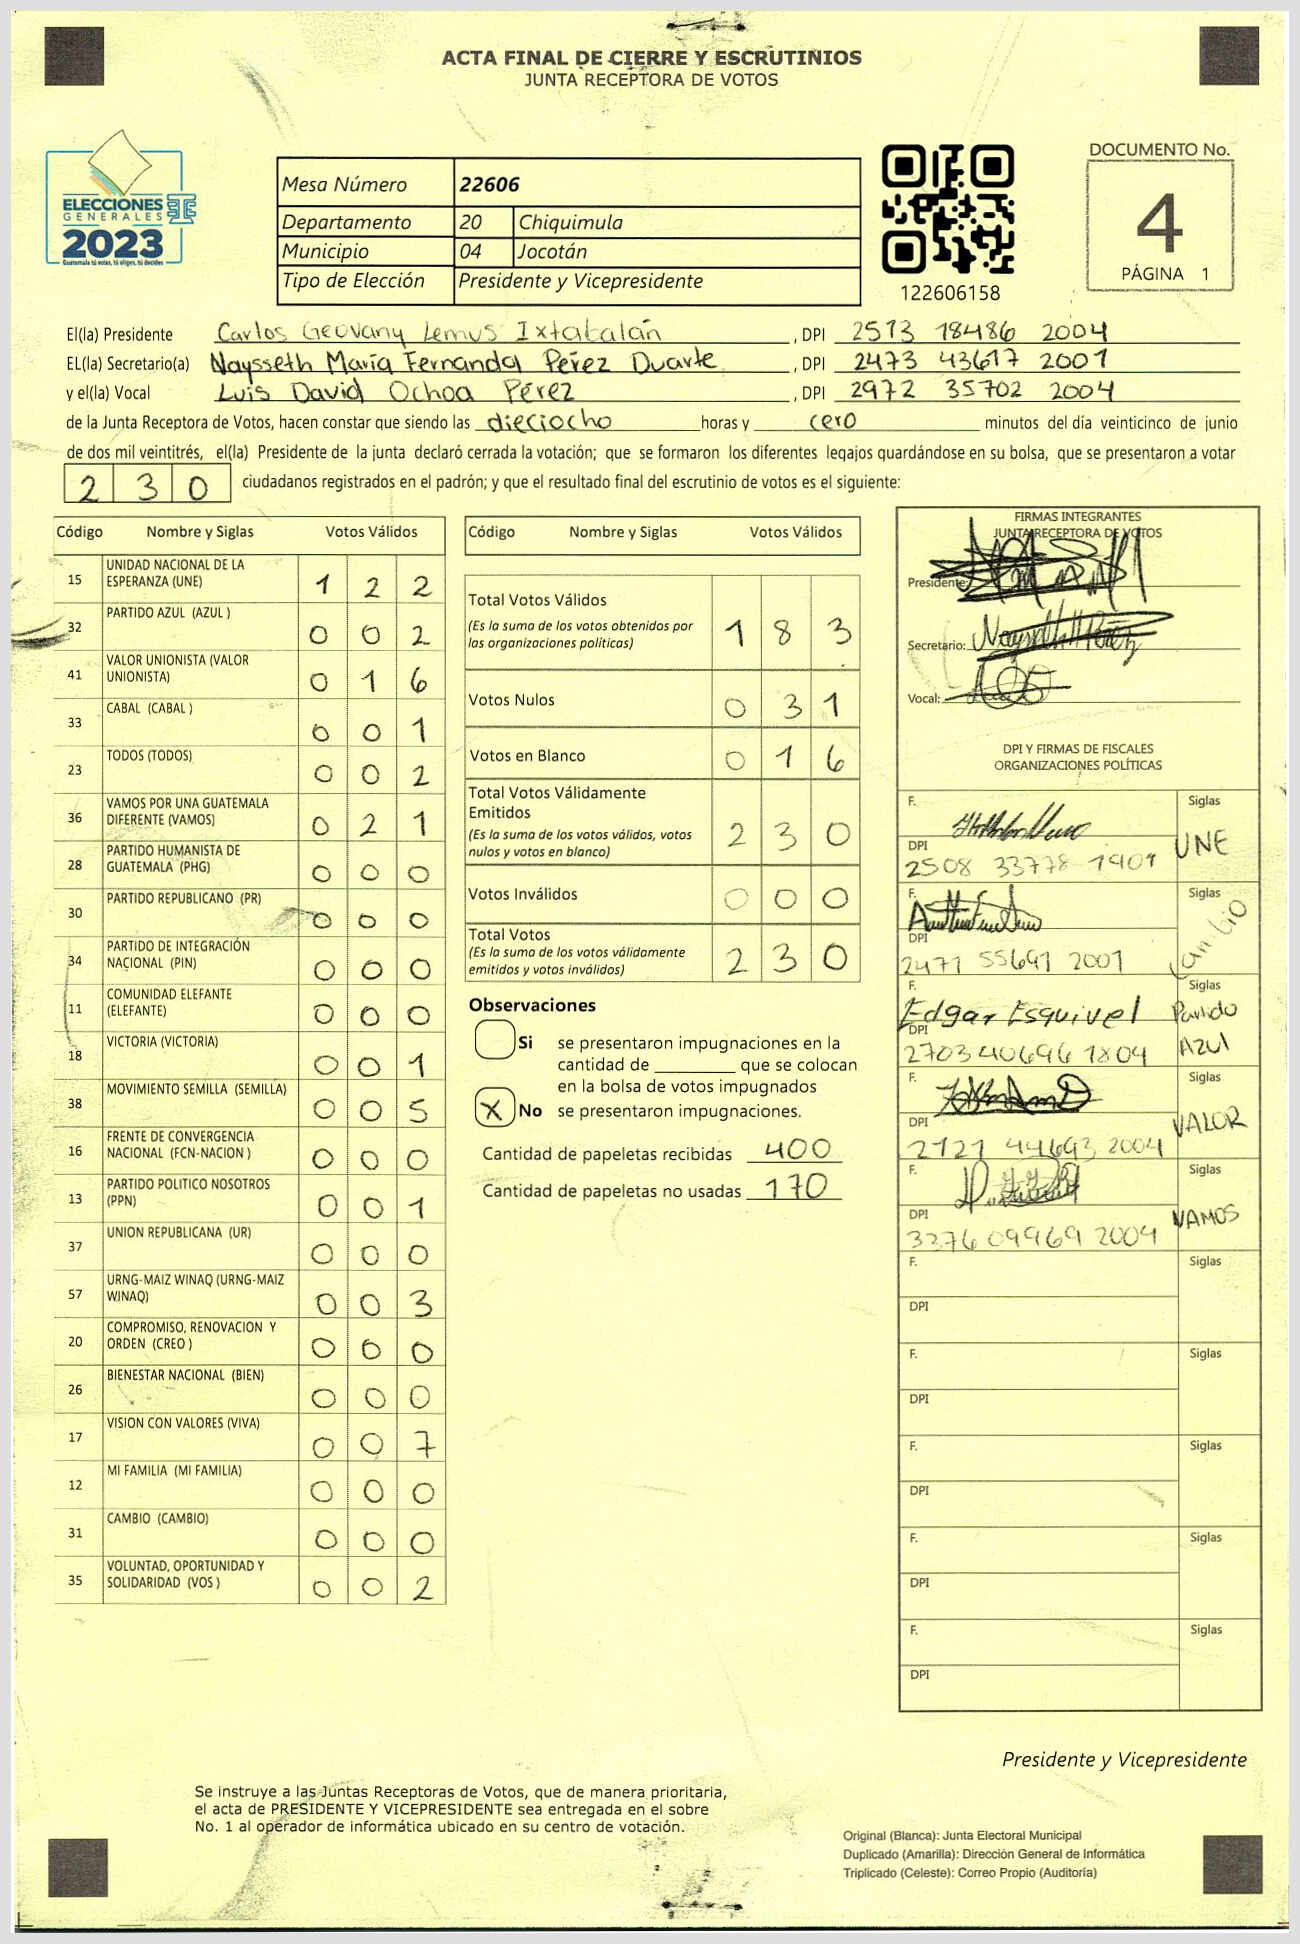 ACTA FINAL DE CIERRE Y ESCRUTINIOS
JUNTA RECEPTORA DE VOTOS
ELECCIONES
GENERALES
2023
Guatemala tú votas, tú eliges, tú decides
Mesa Número 22606
Departamento 20 Chiquimula
Municipio 04 Jocotán
Tipo de Elección Presidente y Vicepresidente
122606158
DOCUMENTO No.
4
PÁGINA 1
El(la) Presidente Carlos Geovany Lemus Ixtabalán , DPI 2573 18486 2004
EL(la) Secretario(a) Naysseth María Fernanda Pérez Duarte , DPI 2473 43617 2001
y el(la) Vocal Luis David Ochoa Pérez , DPI 2972 35702 2004
de la Junta Receptora de Votos, hacen constar que siendo las dieciocho horas y cero minutos del día veinticinco de junio
de dos mil veintitrés, el(la) Presidente de la junta declaró cerrada la votación; que se formaron los diferentes legajos quardándose en su bolsa, que se presentaron a votar
2 3 0 ciudadanos registrados en el padrón; y que el resultado final del escrutinio de votos es el siguiente:
Código Nombre y Siglas Votos Válidos
15 UNIDAD NACIONAL DE LA ESPERANZA (UNE) 1 2 2
32 PARTIDO AZUL (AZUL ) 0 0 2
41 VALOR UNIONISTA (VALOR UNIONISTA) 0 1 6
33 CABAL (CABAL ) 0 0 1
23 TODOS (TODOS) 0 0 2
36 VAMOS POR UNA GUATEMALA DIFERENTE (VAMOS) 0 2 1
28 PARTIDO HUMANISTA DE GUATEMALA (PHG) 0 0 0
30 PARTIDO REPUBLICANO (PR) 0 0 0
34 PARTIDO DE INTEGRACIÓN NACIONAL (PIN) 0 0 0
11 COMUNIDAD ELEFANTE (ELEFANTE) 0 0 0
18 VICTORIA (VICTORIA) 0 0 1
38 MOVIMIENTO SEMILLA (SEMILLA) 0 0 5
16 FRENTE DE CONVERGENCIA NACIONAL (FCN-NACION ) 0 0 0
13 PARTIDO POLITICO NOSOTROS (PPN) 0 0 1
37 UNION REPUBLICANA (UR) 0 0 0
57 URNG-MAIZ WINAQ (URNG-MAIZ WINAQ) 0 0 3
20 COMPROMISO, RENOVACION Y ORDEN (CREO ) 0 0 0
26 BIENESTAR NACIONAL (BIEN) 0 0 0
17 VISION CON VALORES (VIVA) 0 0 7
12 MI FAMILIA (MI FAMILIA) 0 0 0
31 CAMBIO (CAMBIO) 0 0 0
35 VOLUNTAD, OPORTUNIDAD Y SOLIDARIDAD (VOS ) 0 0 2
Código Nombre y Siglas Votos Válidos
Total Votos Válidos
(Es la suma de los votos obtenidos por
las organizaciones políticas) 1 8 3
Votos Nulos 0 3 1
Votos en Blanco 0 1 6
Total Votos Válidamente
Emitidos
(Es la suma de los votos válidos, votos
nulos y votos en blanco) 2 3 0
Votos Inválidos 0 0 0
Total Votos
(Es la suma de los votos válidamente
emitidos y votos inválidos) 2 3 0
Observaciones
Si se presentaron impugnaciones en la
cantidad de que se colocan
en la bolsa de votos impugnados
X No se presentaron impugnaciones.
Cantidad de papeletas recibidas 400
Cantidad de papeletas no usadas 170
FIRMAS INTEGRANTES
JUNTA RECEPTORA DE VOTOS
Presidente:
Secretario:
Vocal:
DPI Y FIRMAS DE FISCALES
ORGANIZACIONES POLÍTICAS
F. Siglas
UNE
DPI
2508 33778 1901
F. Siglas
DPI
2471 55691 2001
F. Siglas
Edgar Esquivel Partido
DPI Azul
2703 40696 1804
F. Siglas
DPI VALOR
2121 44693 2004
F. Siglas
DPI VAMOS
3376 09969 2004
F. Siglas
DPI
F. Siglas
DPI
F. Siglas
DPI
F. Siglas
DPI
F. Siglas
DPI
Presidente y Vicepresidente
Se instruye a las Juntas Receptoras de Votos, que de manera prioritaria,
el acta de PRESIDENTE Y VICEPRESIDENTE sea entregada en el sobre
No. 1 al operador de informática ubicado en su centro de votación.
Original (Blanca): Junta Electoral Municipal
Duplicado (Amarilla): Dirección General de Informática
Triplicado (Celeste): Correo Propio (Auditoría)